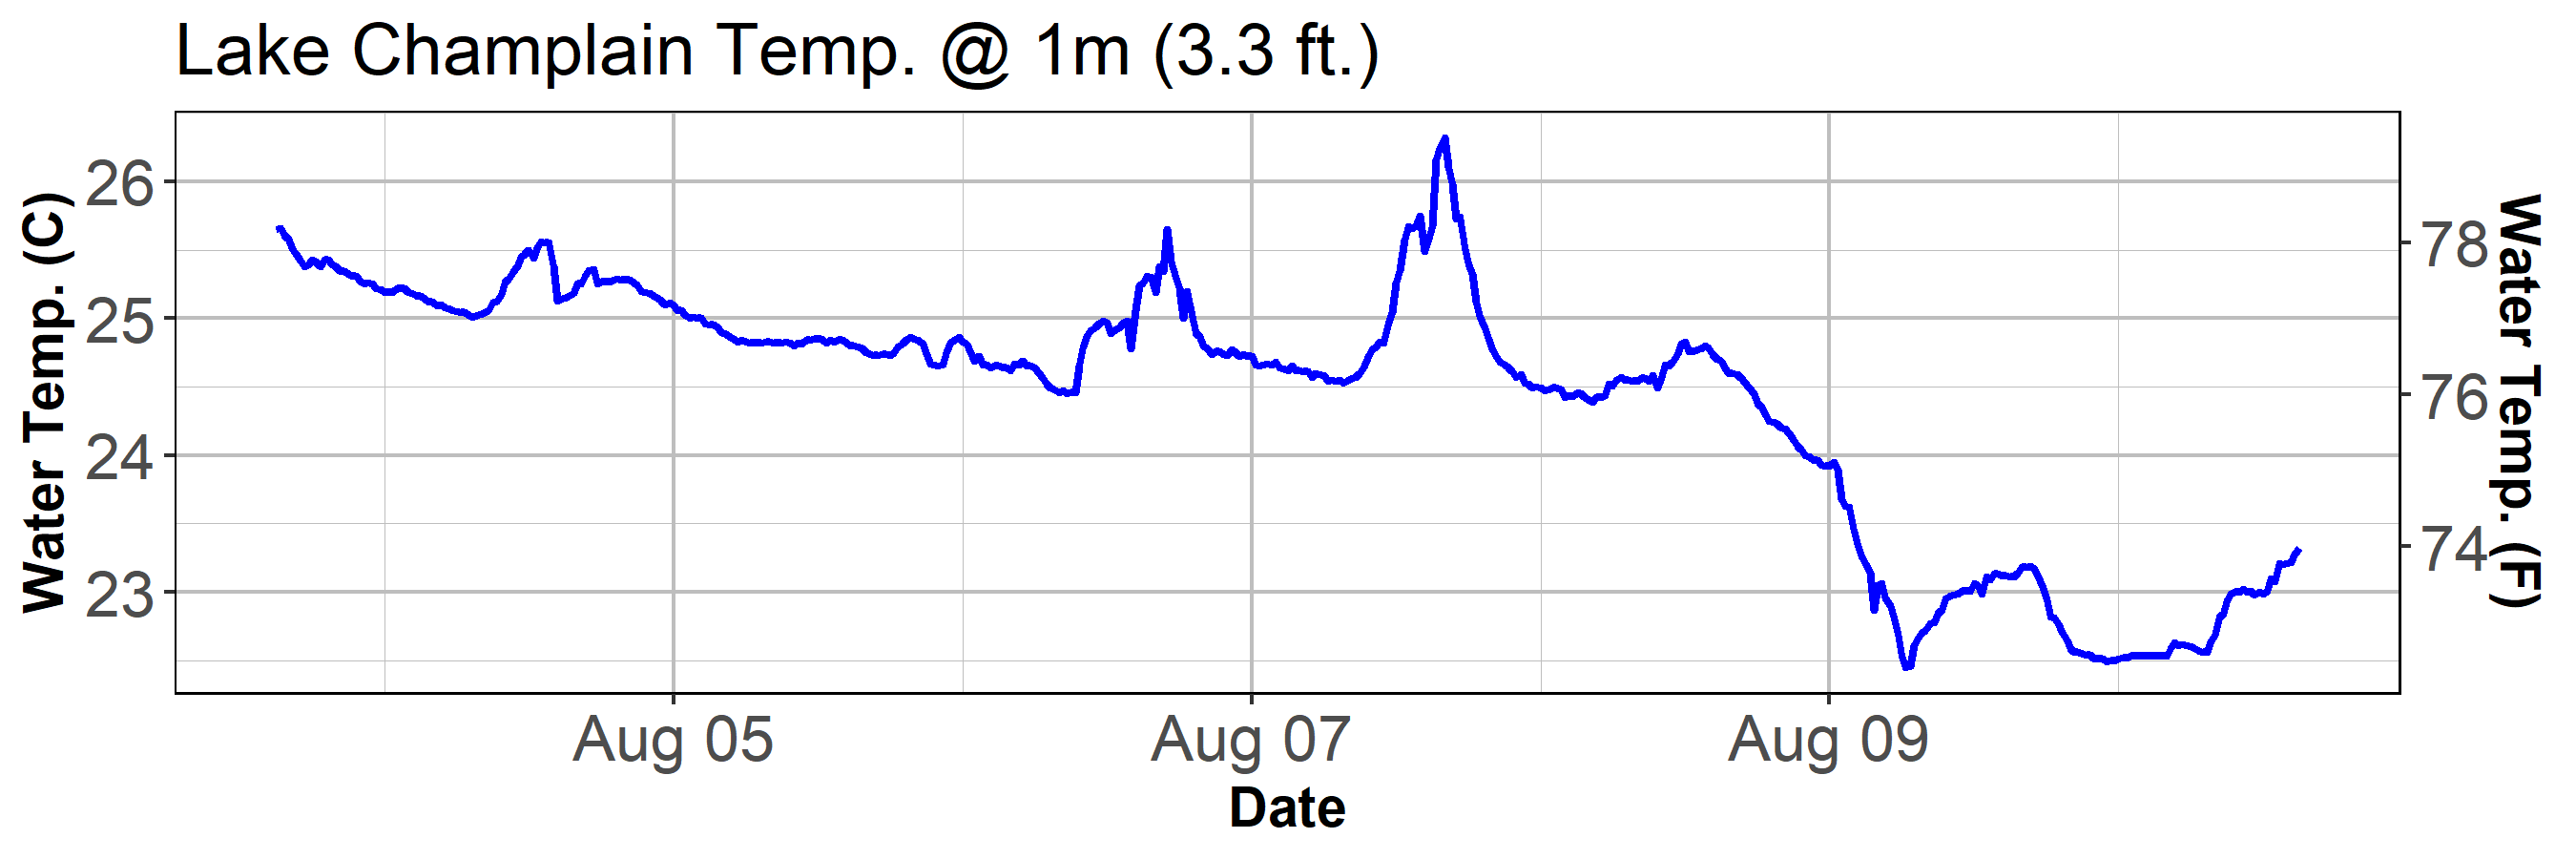 Lake Champlain Temp. @ 1m (3.3 ft.)
Water Temp. (C)
26
25
24
23
78
76
74
Water Temp. (F)
Aug 05
Aug 07
Aug 09
Date